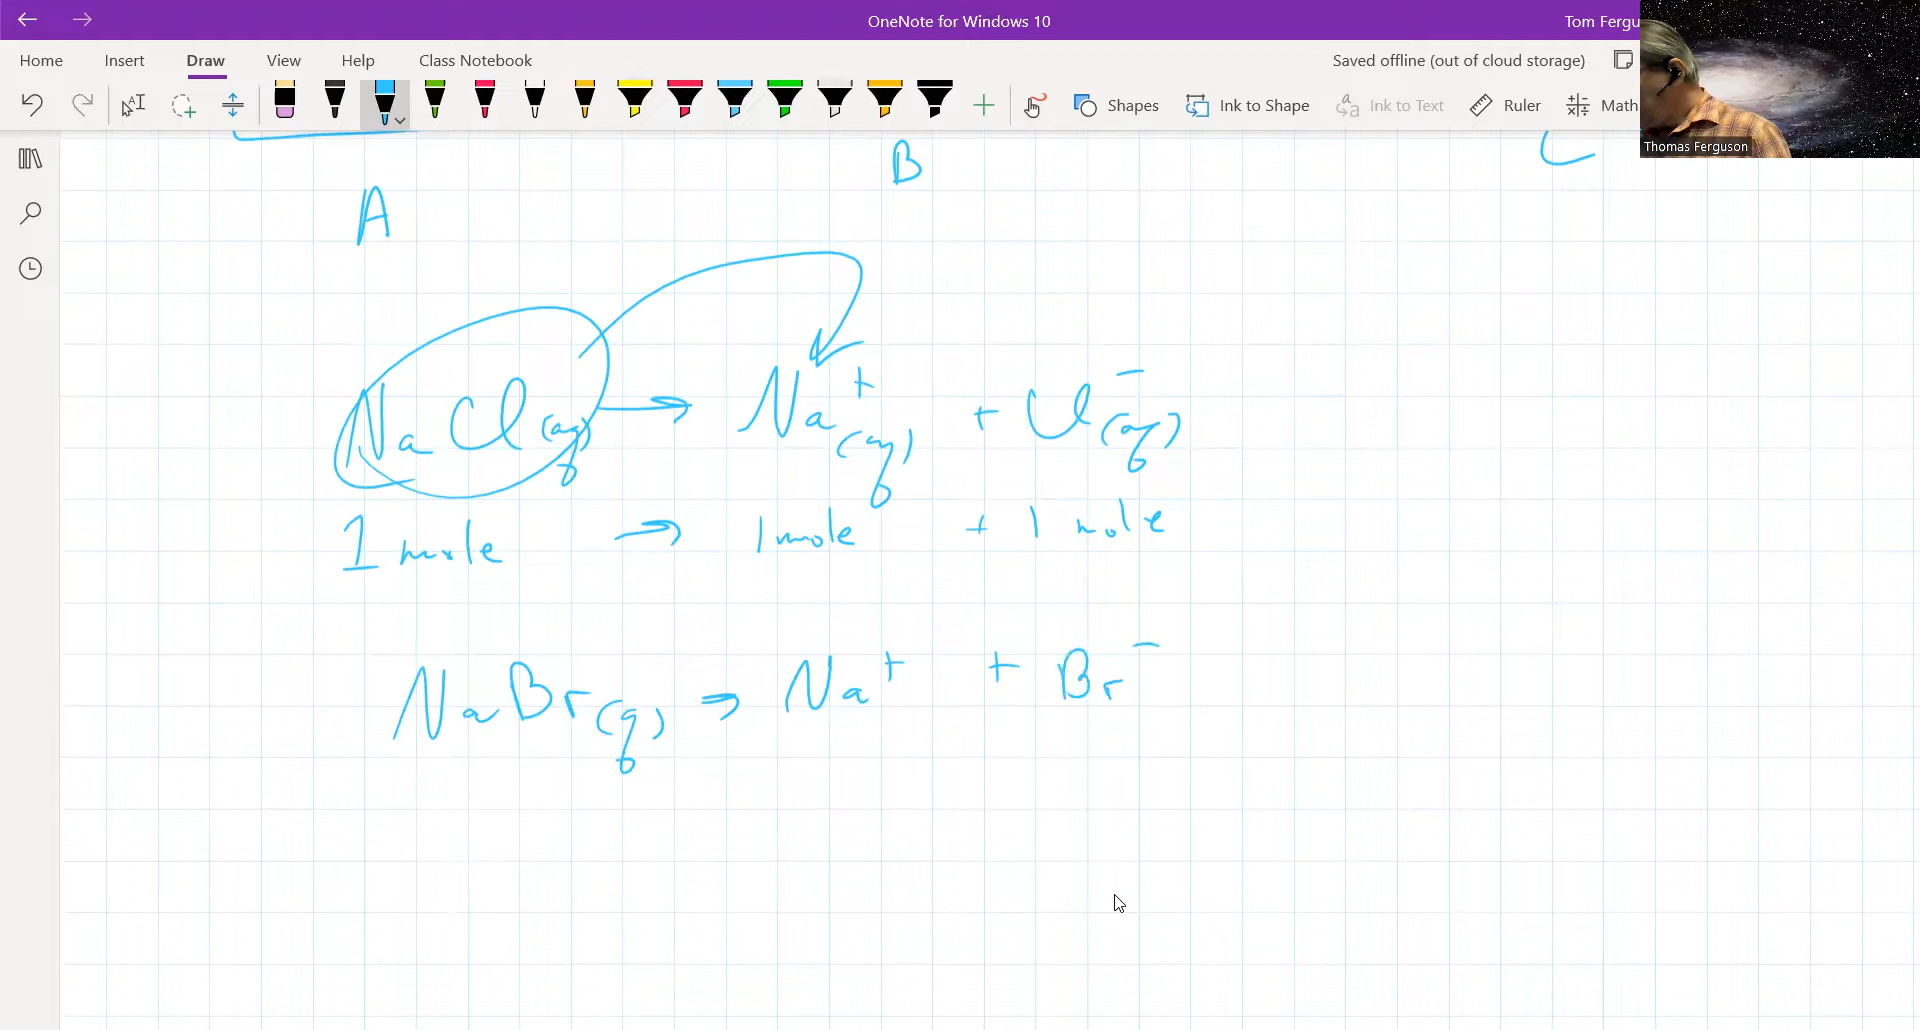 OneNote for Windows 10
Tom Fergu
Home Insert Draw View Help Class Notebook
Saved offline (out of cloud storage)
Shapes Ink to Shape Ink to Text Ruler Math
Thomas Ferguson
B
A
NaCl(aq) → Na+(aq) + Cl-(aq)
1 mole → 1 mole + 1 mole
NaBr(q) → Na+ + Br-